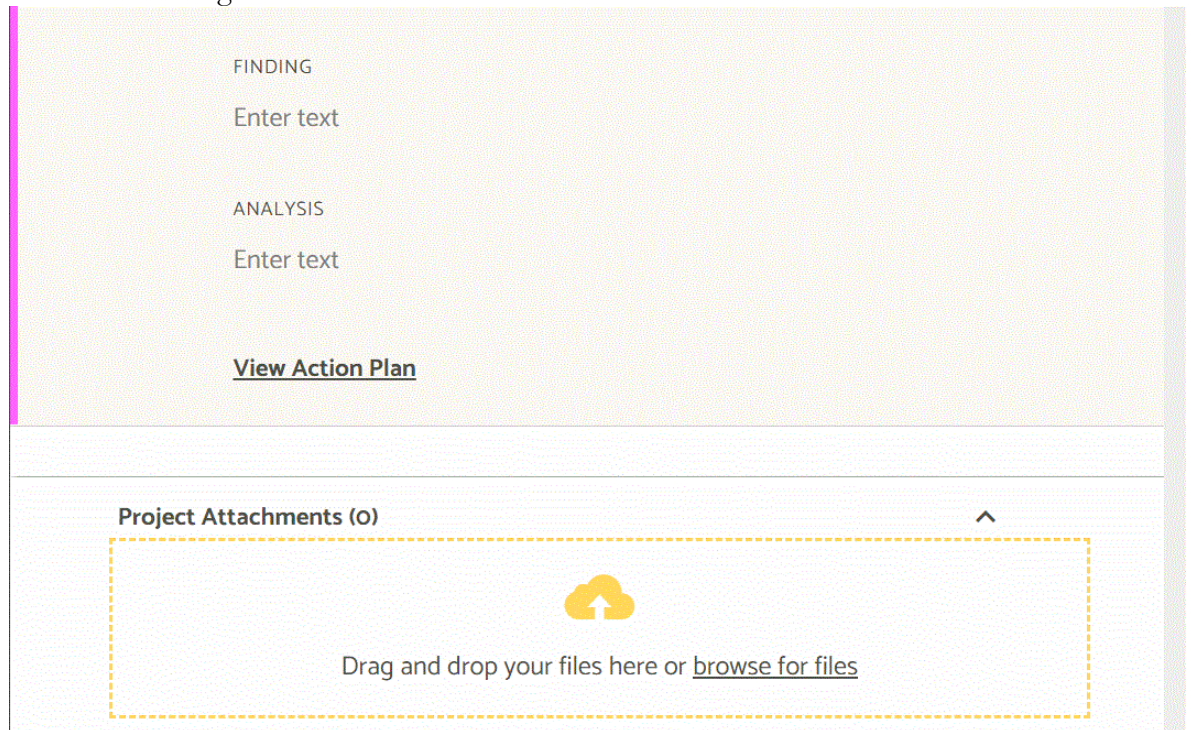 FINDING
Enter text
ANALYSIS
Enter text
View Action Plan
Project Attachments (0)
Drag and drop your files here or browse for files